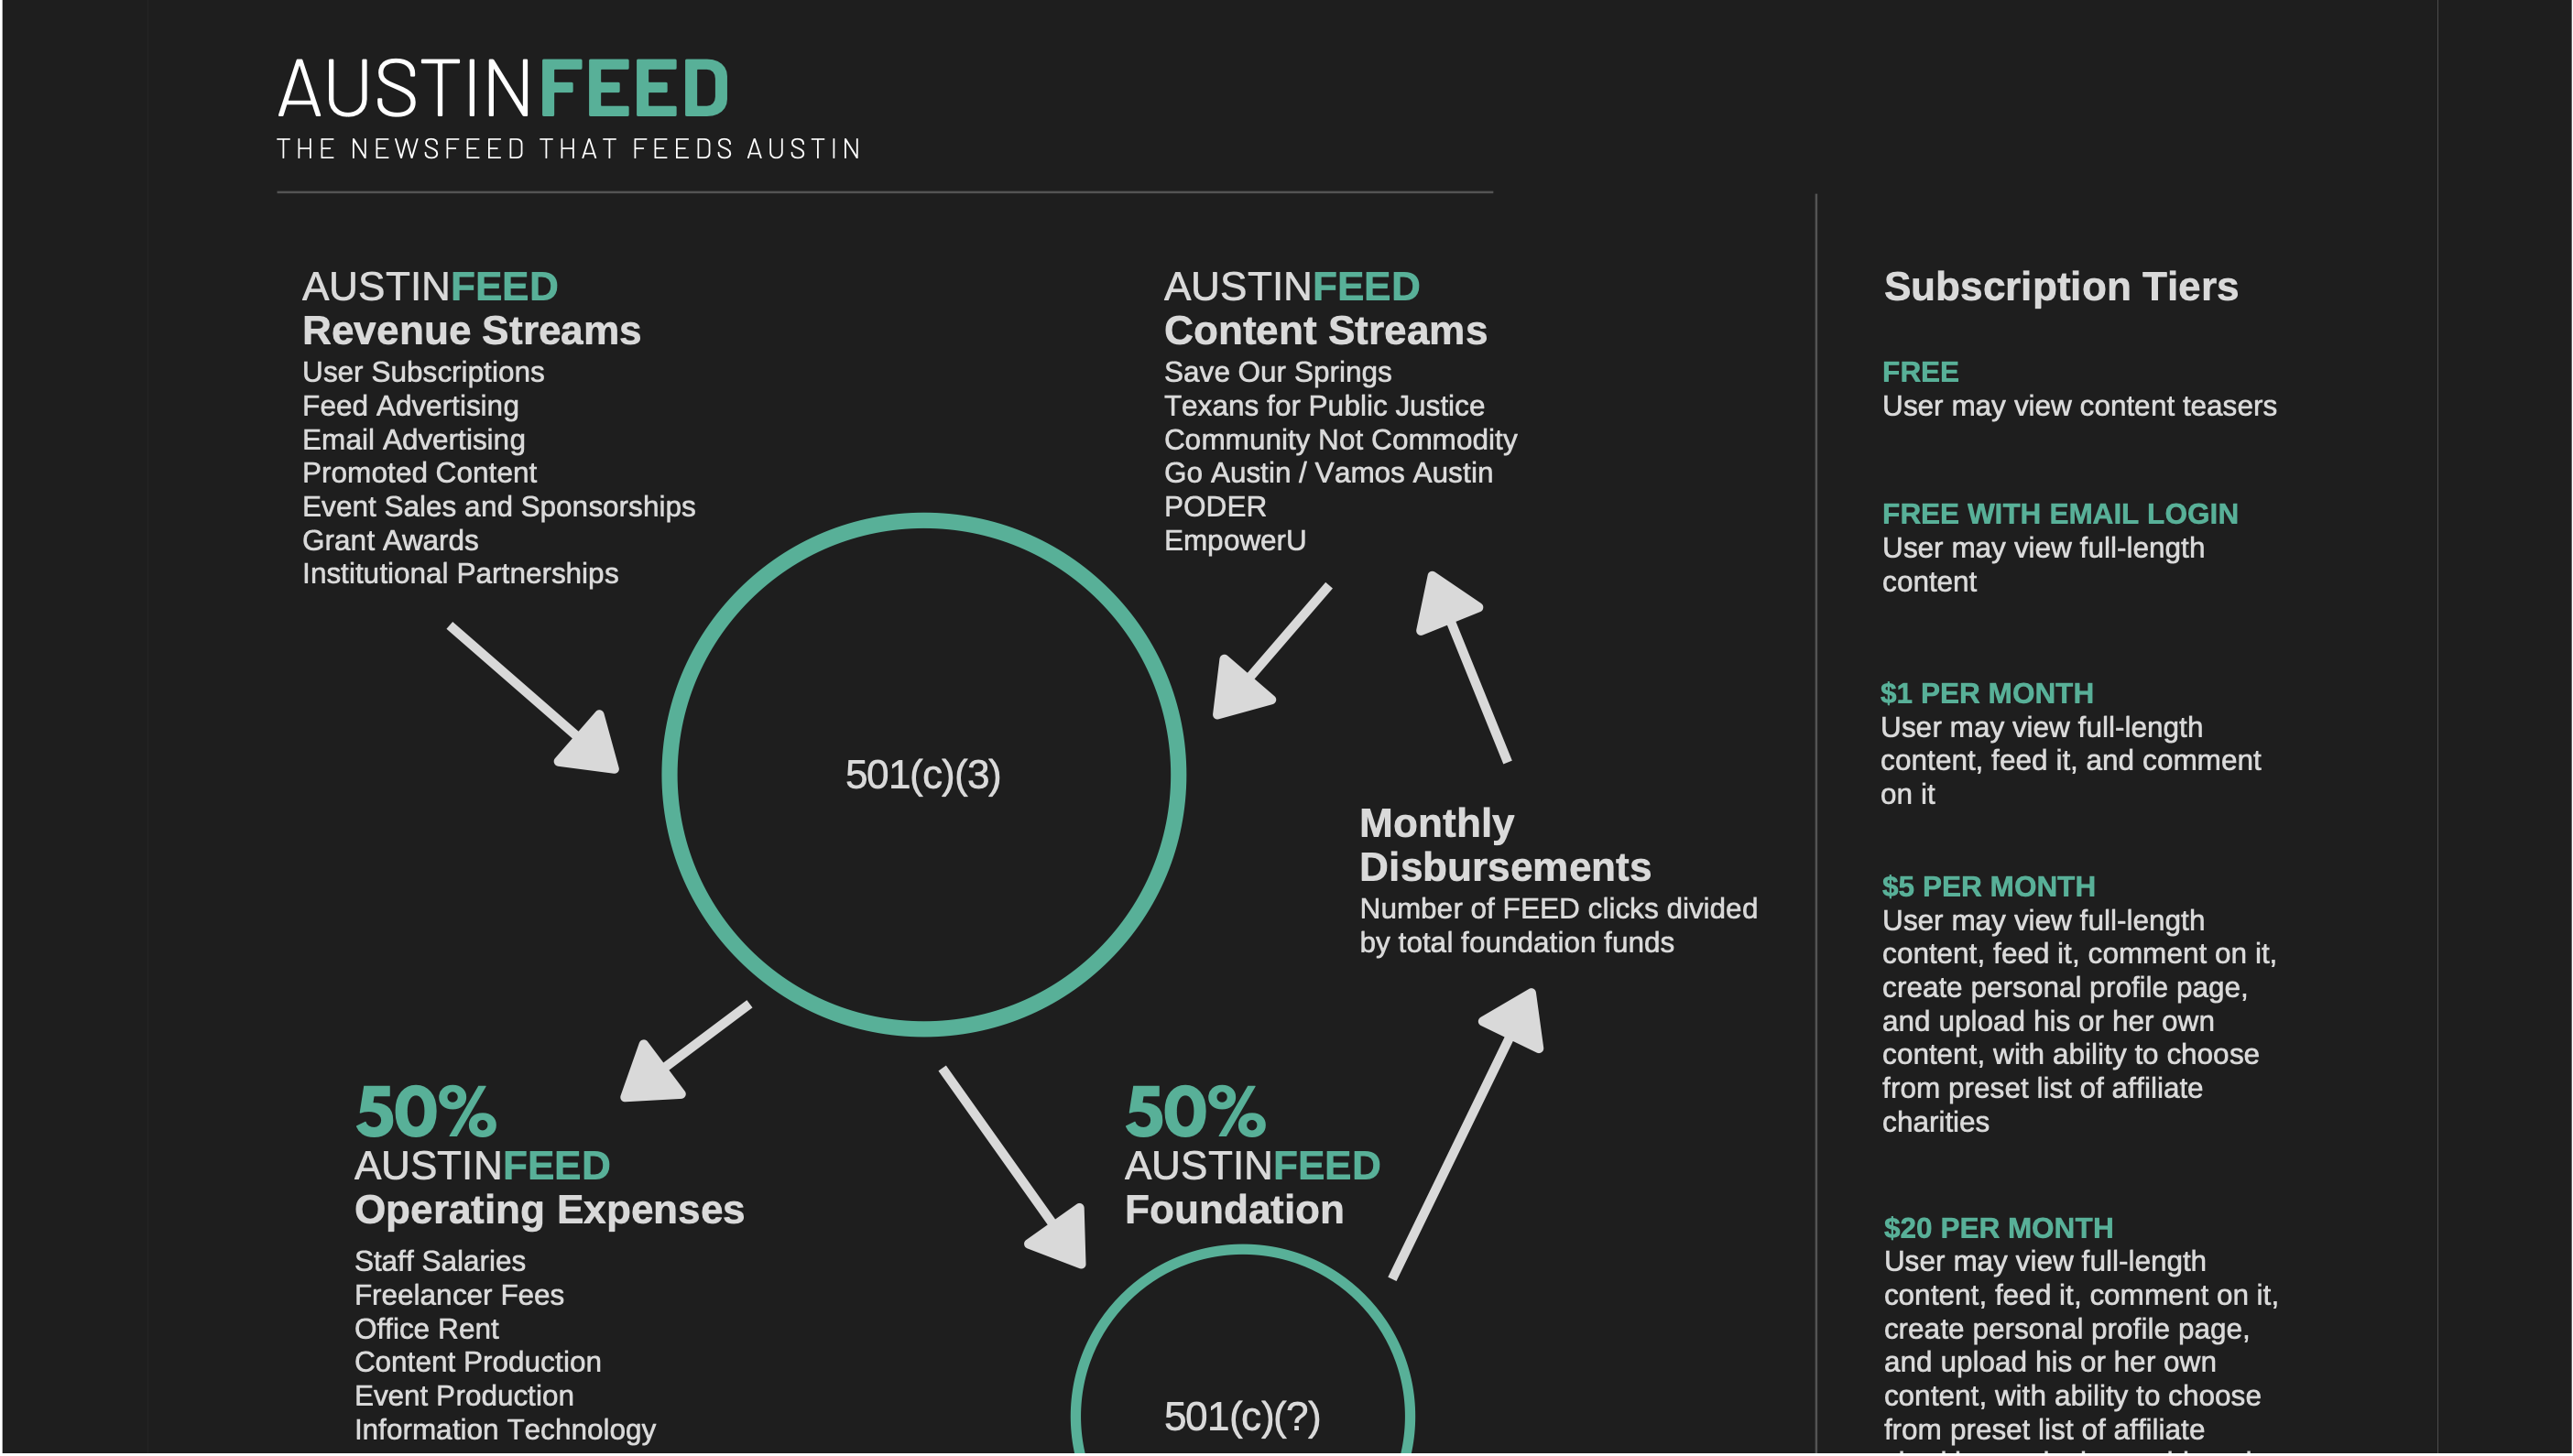 AUSTINFEED
THE NEWSFEED THAT FEEDS AUSTIN
AUSTINFEED
Revenue Streams
User Subscriptions
Feed Advertising
Email Advertising
Promoted Content
Event Sales and Sponsorships
Grant Awards
Institutional Partnerships
AUSTINFEED
Content Streams
Save Our Springs
Texans for Public Justice
Community Not Commodity
Go Austin / Vamos Austin
PODER
EmpowerU
501(c)(3)
Monthly
Disbursements
Number of FEED clicks divided
by total foundation funds
50%
AUSTINFEED
Operating Expenses
Staff Salaries
Freelancer Fees
Office Rent
Content Production
Event Production
Information Technology
50%
AUSTINFEED
Foundation
501(c)(?)
Subscription Tiers
FREE
User may view content teasers
FREE WITH EMAIL LOGIN
User may view full-length
content
$1 PER MONTH
User may view full-length
content, feed it, and comment
on it
$5 PER MONTH
User may view full-length
content, feed it, comment on it,
create personal profile page,
and upload his or her own
content, with ability to choose
from preset list of affiliate
charities
$20 PER MONTH
User may view full-length
content, feed it, comment on it,
create personal profile page,
and upload his or her own
content, with ability to choose
from preset list of affiliate